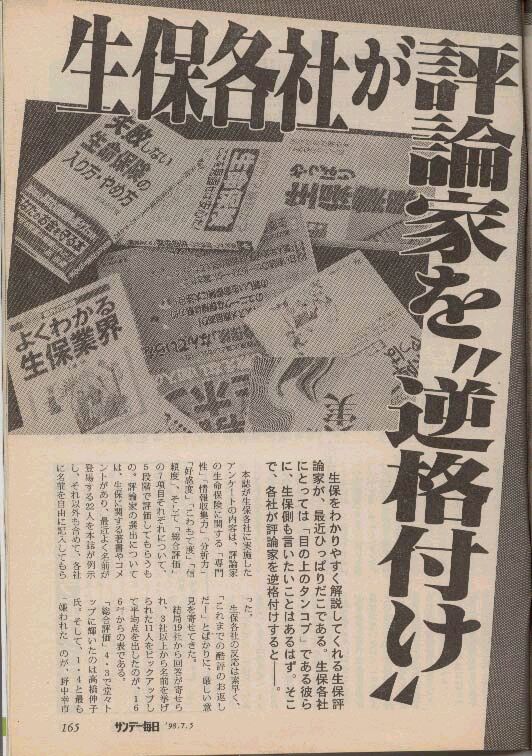 生保各社が
評論家を〝逆格付け〟
失敗しない
生命保険の
入り方・やめ方
生命保険
よくわかる
生保業界
生保をわかりやすく解説してくれる生保評
論家が、最近ひっぱりだこである。生保各社
にとっては「目の上のタンコブ」である彼ら
に、生保側も言いたいことはあるはず。そこ
で、各社が評論家を逆格付けすると――。
本誌が生保各社に実施した
アンケートの内容は、評論家
の生命保険に関する「専門
性」「情報収集力」「分析力」
「好感度」「こわもて度」「信
頼度」、そして「総合評価」
の7項目それぞれについて、
5段階で評価してもらうも
の。評論家の選出について
は、生保に関する著書やコメ
ントがあり、最近よく名前が
登場する22人を本誌が例示
し、それ以外も含めて、各社
に名前を自由に記入してもら
った。
生保各社の反応は素早く、
「これまでの酷評のお返し
だ!」とばかりに、厳しい意
見を寄せてきた。
結局19社から回答が寄せら
れ、3社以上から名前を挙げ
られた11人をピックアップし
て平均点を出したのが、16
6㌻からの表である。
「総合評価」4・3で堂々ト
ップに輝いたのは高橋伸子
氏。そして、1・4と最も
〝嫌われた〟のが、野中幸市
165
サンデー毎日
'98.7.5